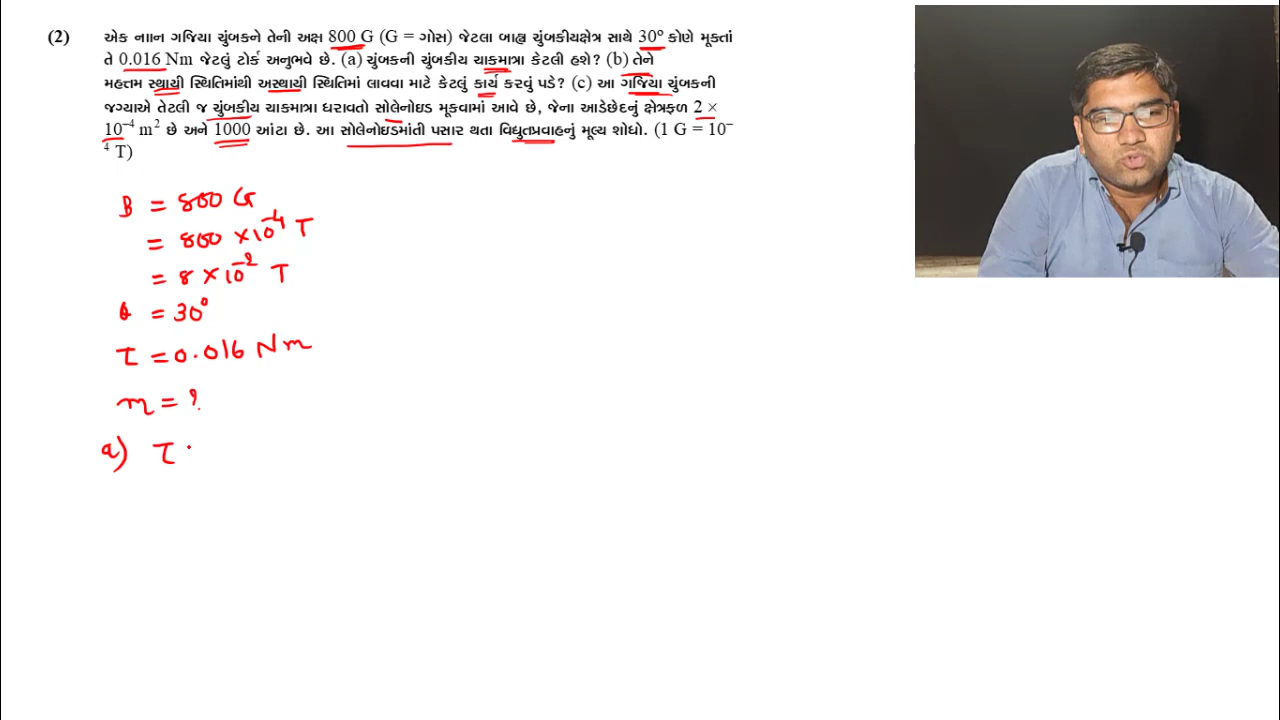 (2) એક નાાન ગજિયા ચુંબકને તેની અક્ષ 800 G (G = ગોસ) જેટલા બાહ્ય ચુંબકીયક્ષેત્ર સાથે 30° કોણે મૂકતાં
તે 0.016 Nm જેટલું ટોર્ક અનુભવે છે. (a) ચુંબકની ચુંબકીય ચાકમાત્રા કેટલી હશે? (b) તેને
મહત્તમ સ્થાયી સ્થિતિમાંથી અસ્થાયી સ્થિતિમાં લાવવા માટે કેટલું કાર્ય કરવું પડે? (c) આ ગજિયા ચુંબકની
જગ્યાએ તેટલી જ ચુંબકીય ચાકમાત્રા ધરાવતો સોલેનોઇડ મૂકવામાં આવે છે, જેના આડેછેદનું ક્ષેત્રફળ 2 ×
10⁻⁴ m² છે અને 1000 આંટા છે. આ સોલેનોઇડમાંતી પસાર થતા વિદ્યુતપ્રવાહનું મૂલ્ય શોધો. (1 G = 10⁻
⁴ T)
B = 800 G
= 800 × 10⁻⁴ T
= 8 × 10⁻² T
θ = 30°
τ = 0.016 Nm
m = ?
a) τ